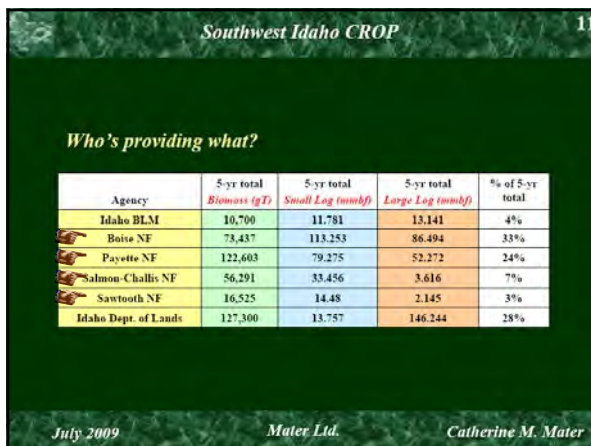 Southwest Idaho CROP
11
Who's providing what?
Agency 5-yr total Biomass (gT) 5-yr total Small Log (mmbf) 5-yr total Large Log (mmbf) % of 5-yr total
Idaho BLM 10,700 11.781 13.141 4%
Boise NF 73,437 113.253 86.494 33%
Payette NF 122,603 79.275 52.272 24%
Salmon-Challis NF 56,291 33.456 3.616 7%
Sawtooth NF 16,525 14.48 2.145 3%
Idaho Dept. of Lands 127,300 13.757 146.244 28%
July 2009 Mater Ltd. Catherine M. Mater